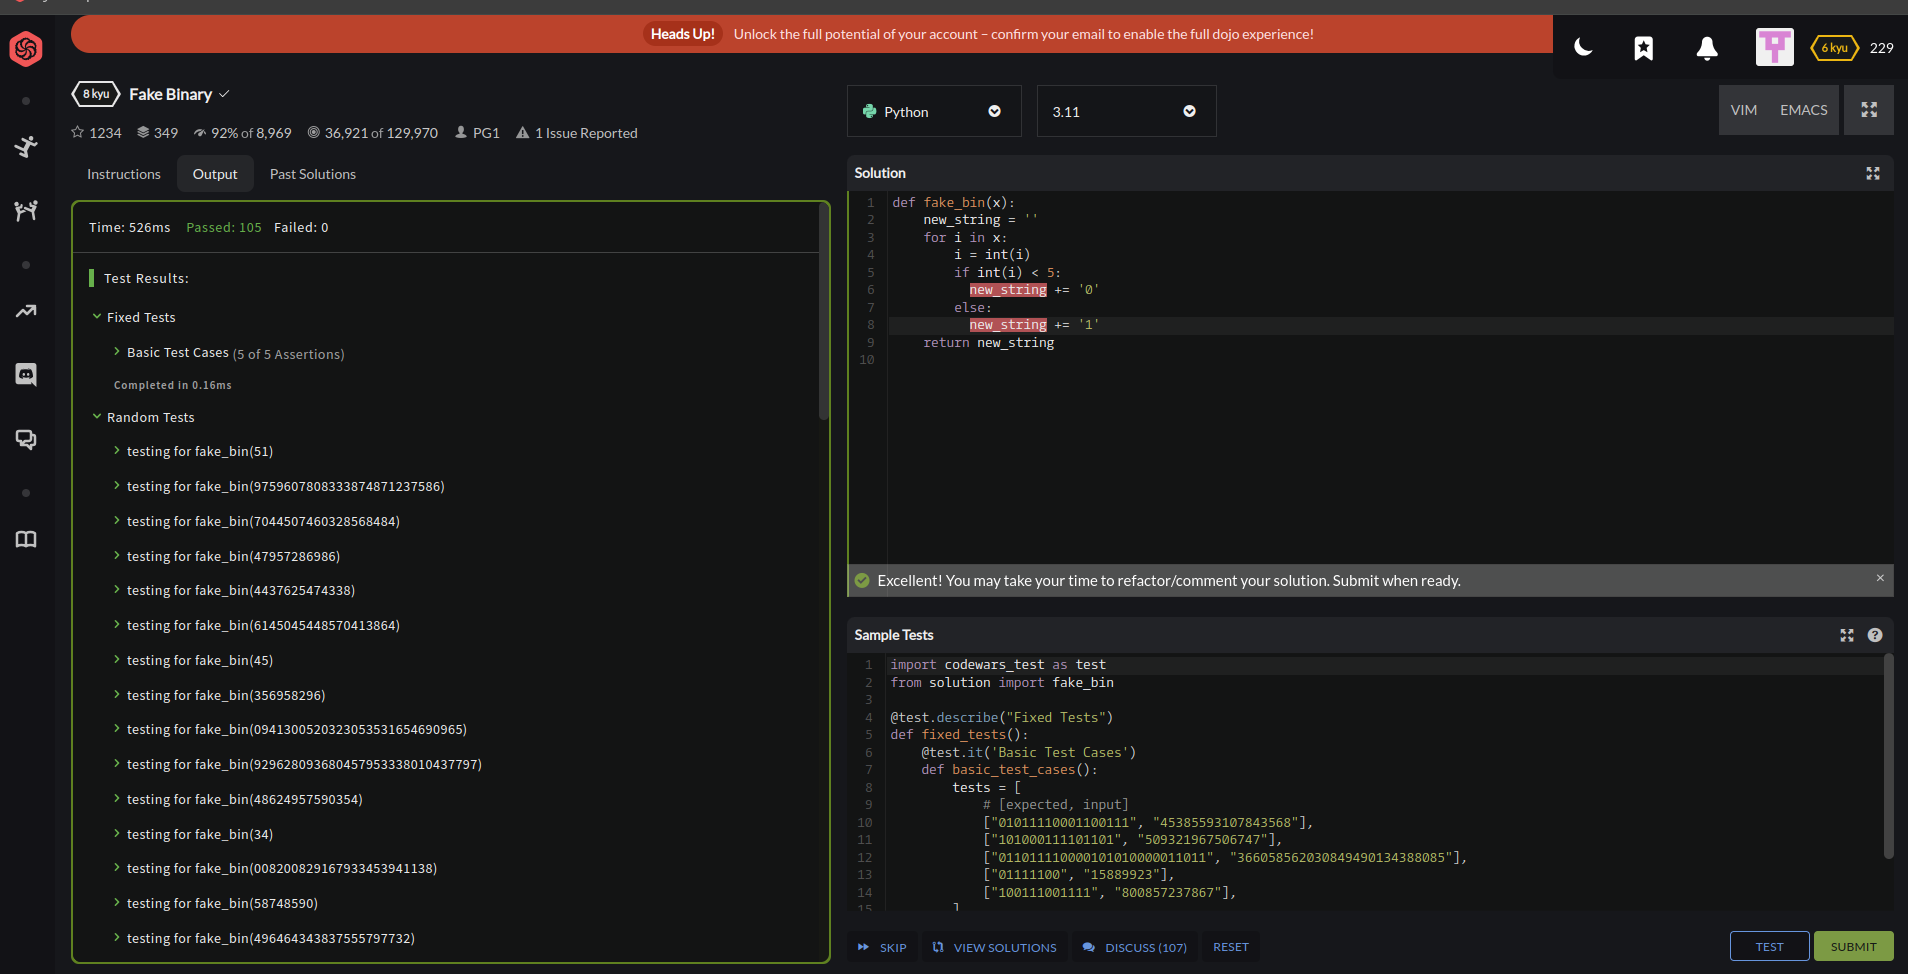 Heads Up! Unlock the full potential of your account – confirm your email to enable the full dojo experience!
6 kyu 229
8 kyu Fake Binary
1234 349 92% of 8,969 36,921 of 129,970 PG1 1 Issue Reported
Instructions Output Past Solutions
Time: 526ms Passed: 105 Failed: 0
Test Results:
Fixed Tests
Basic Test Cases (5 of 5 Assertions)
Completed in 0.16ms
Random Tests
testing for fake_bin(51)
testing for fake_bin(9759607808333874871237586)
testing for fake_bin(7044507460328568484)
testing for fake_bin(47957286986)
testing for fake_bin(4437625474338)
testing for fake_bin(6145045448570413864)
testing for fake_bin(45)
testing for fake_bin(356958296)
testing for fake_bin(0941300520323053531654690965)
testing for fake_bin(929628093680457953338010437797)
testing for fake_bin(48624957590354)
testing for fake_bin(34)
testing for fake_bin(008200829167933453941138)
testing for fake_bin(58748590)
testing for fake_bin(496464343837555797732)
Python 3.11
VIM EMACS
Solution
1 def fake_bin(x):
2 new_string = ''
3 for i in x:
4 i = int(i)
5 if int(i) < 5:
6 new_string += '0'
7 else:
8 new_string += '1'
9 return new_string
10
Excellent! You may take your time to refactor/comment your solution. Submit when ready. ×
Sample Tests
1 import codewars_test as test
2 from solution import fake_bin
3
4 @test.describe("Fixed Tests")
5 def fixed_tests():
6 @test.it('Basic Test Cases')
7 def basic_test_cases():
8 tests = [
9 # [expected, input]
10 ["01011110001100111", "45385593107843568"],
11 ["101000111101101", "509321967506747"],
12 ["011011110000101010000011011", "366058562030849490134388085"],
13 ["01111100", "15889923"],
14 ["100111001111", "800857237867"],
15 ]
SKIP VIEW SOLUTIONS DISCUSS (107) RESET TEST SUBMIT